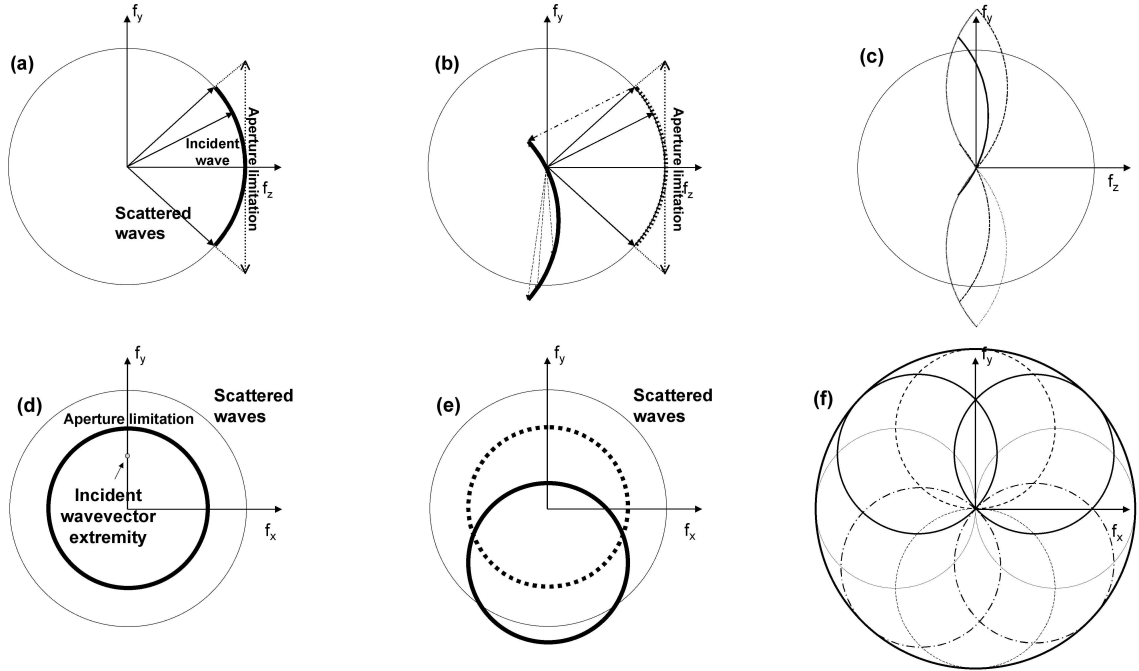 (a)
f_y
Incident
wave
Scattered
waves
Aperture limitation
f_z
(b)
f_y
Aperture limitation
f_z
(c)
f_y
f_z
(d)
f_y
Scattered
waves
Aperture limitation
Incident
wavevector
extremity
f_x
(e)
f_y
Scattered
waves
f_x
(f)
f_y
f_x